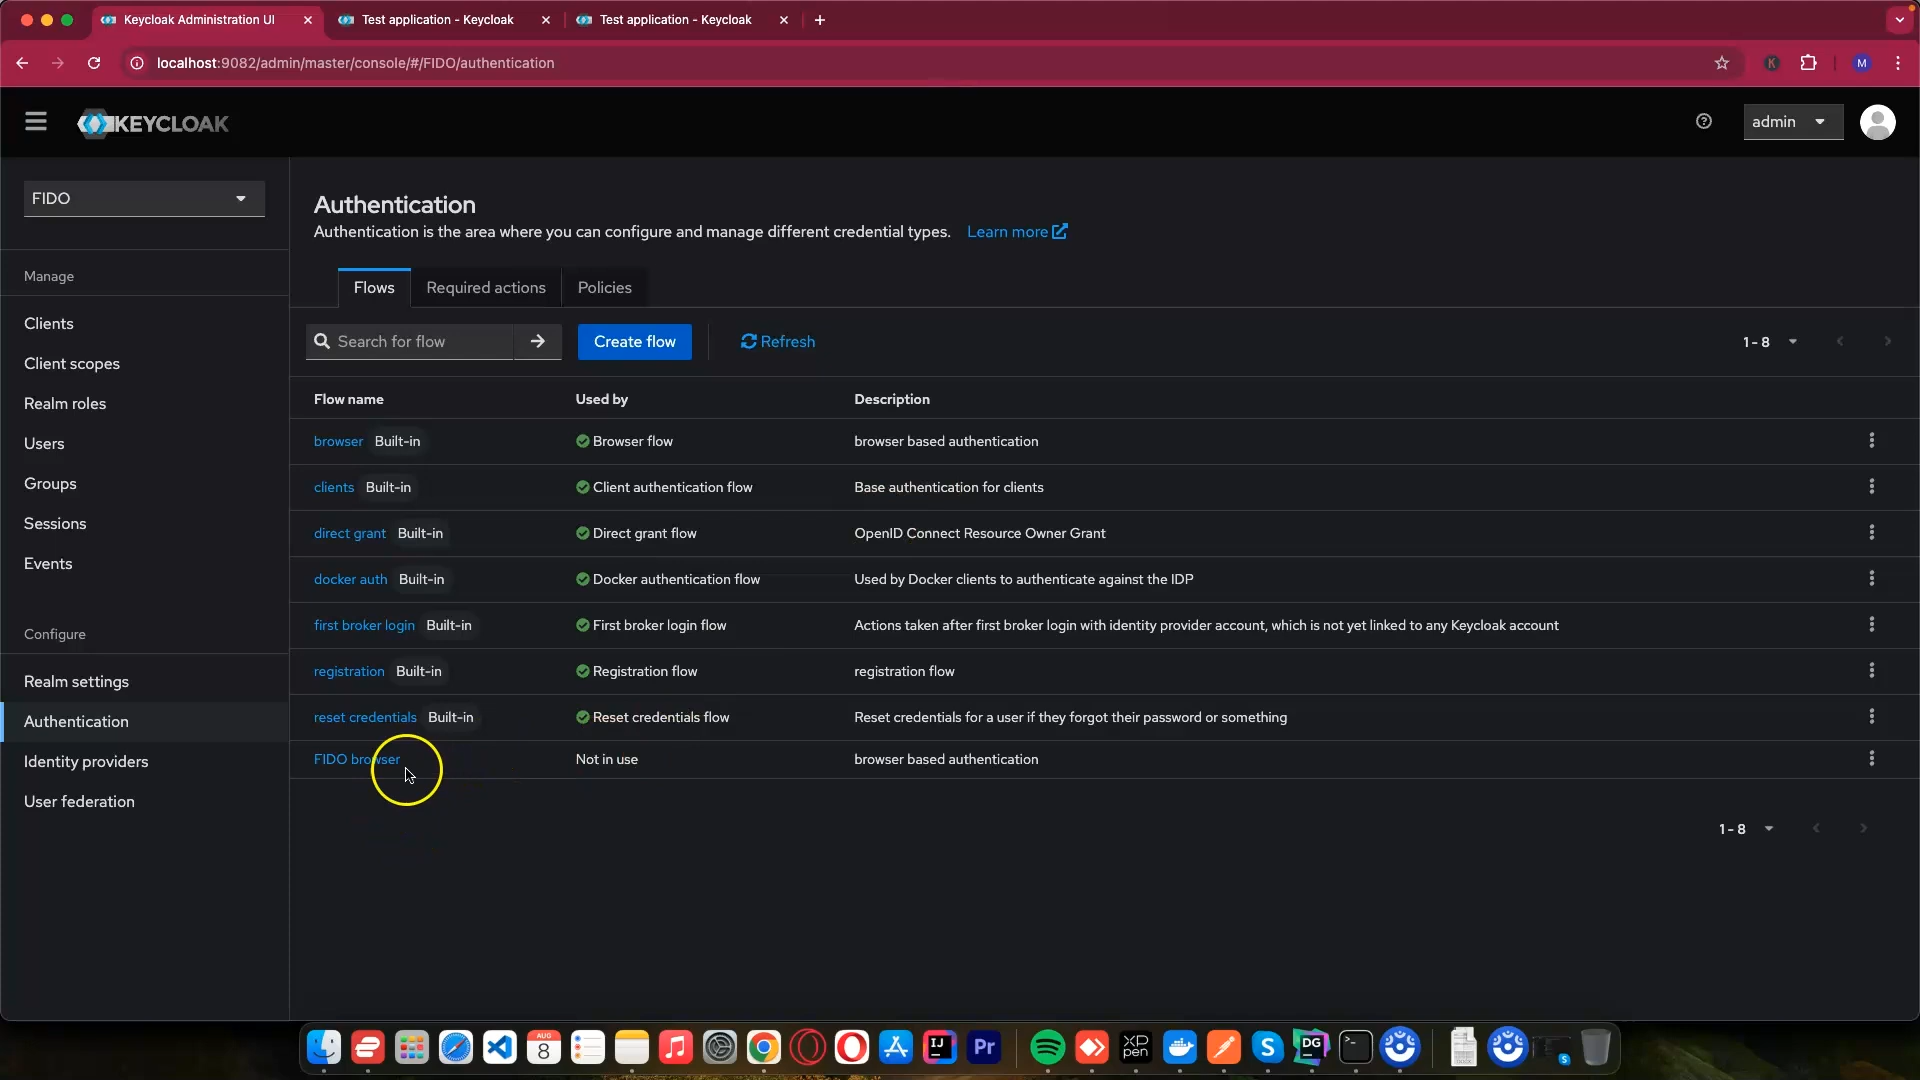 Keycloak Administration UI
Test application - Keycloak
Test application - Keycloak
localhost:9082/admin/master/console/#/FIDO/authentication
K
M
KEYCLOAK
admin
FIDO
Manage
Clients
Client scopes
Realm roles
Users
Groups
Sessions
Events
Configure
Realm settings
Authentication
Identity providers
User federation
Authentication
Authentication is the area where you can configure and manage different credential types. Learn more
Flows Required actions Policies
Search for flow Create flow Refresh 1 - 8
Flow name Used by Description
browser Built-in Browser flow browser based authentication
clients Built-in Client authentication flow Base authentication for clients
direct grant Built-in Direct grant flow OpenID Connect Resource Owner Grant
docker auth Built-in Docker authentication flow Used by Docker clients to authenticate against the IDP
first broker login Built-in First broker login flow Actions taken after first broker login with identity provider account, which is not yet linked to any Keycloak account
registration Built-in Registration flow registration flow
reset credentials Built-in Reset credentials flow Reset credentials for a user if they forgot their password or something
FIDO browser Not in use browser based authentication
1 - 8
AUG
8
IJ
Pr
XP
pen
S
DG
S